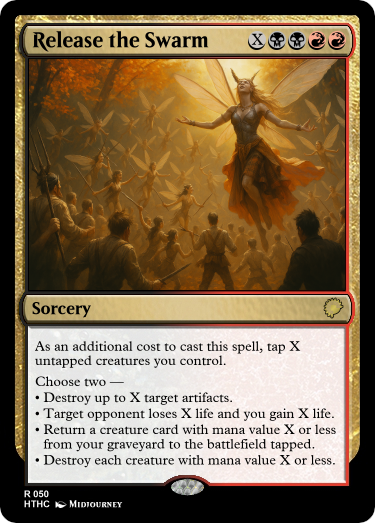 Release the Swarm X
Sorcery
As an additional cost to cast this spell, tap X
untapped creatures you control.
Choose two —
• Destroy up to X target artifacts.
• Target opponent loses X life and you gain X life.
• Return a creature card with mana value X or less
from your graveyard to the battlefield tapped.
• Destroy each creature with mana value X or less.
R 050
HTHC Midjourney